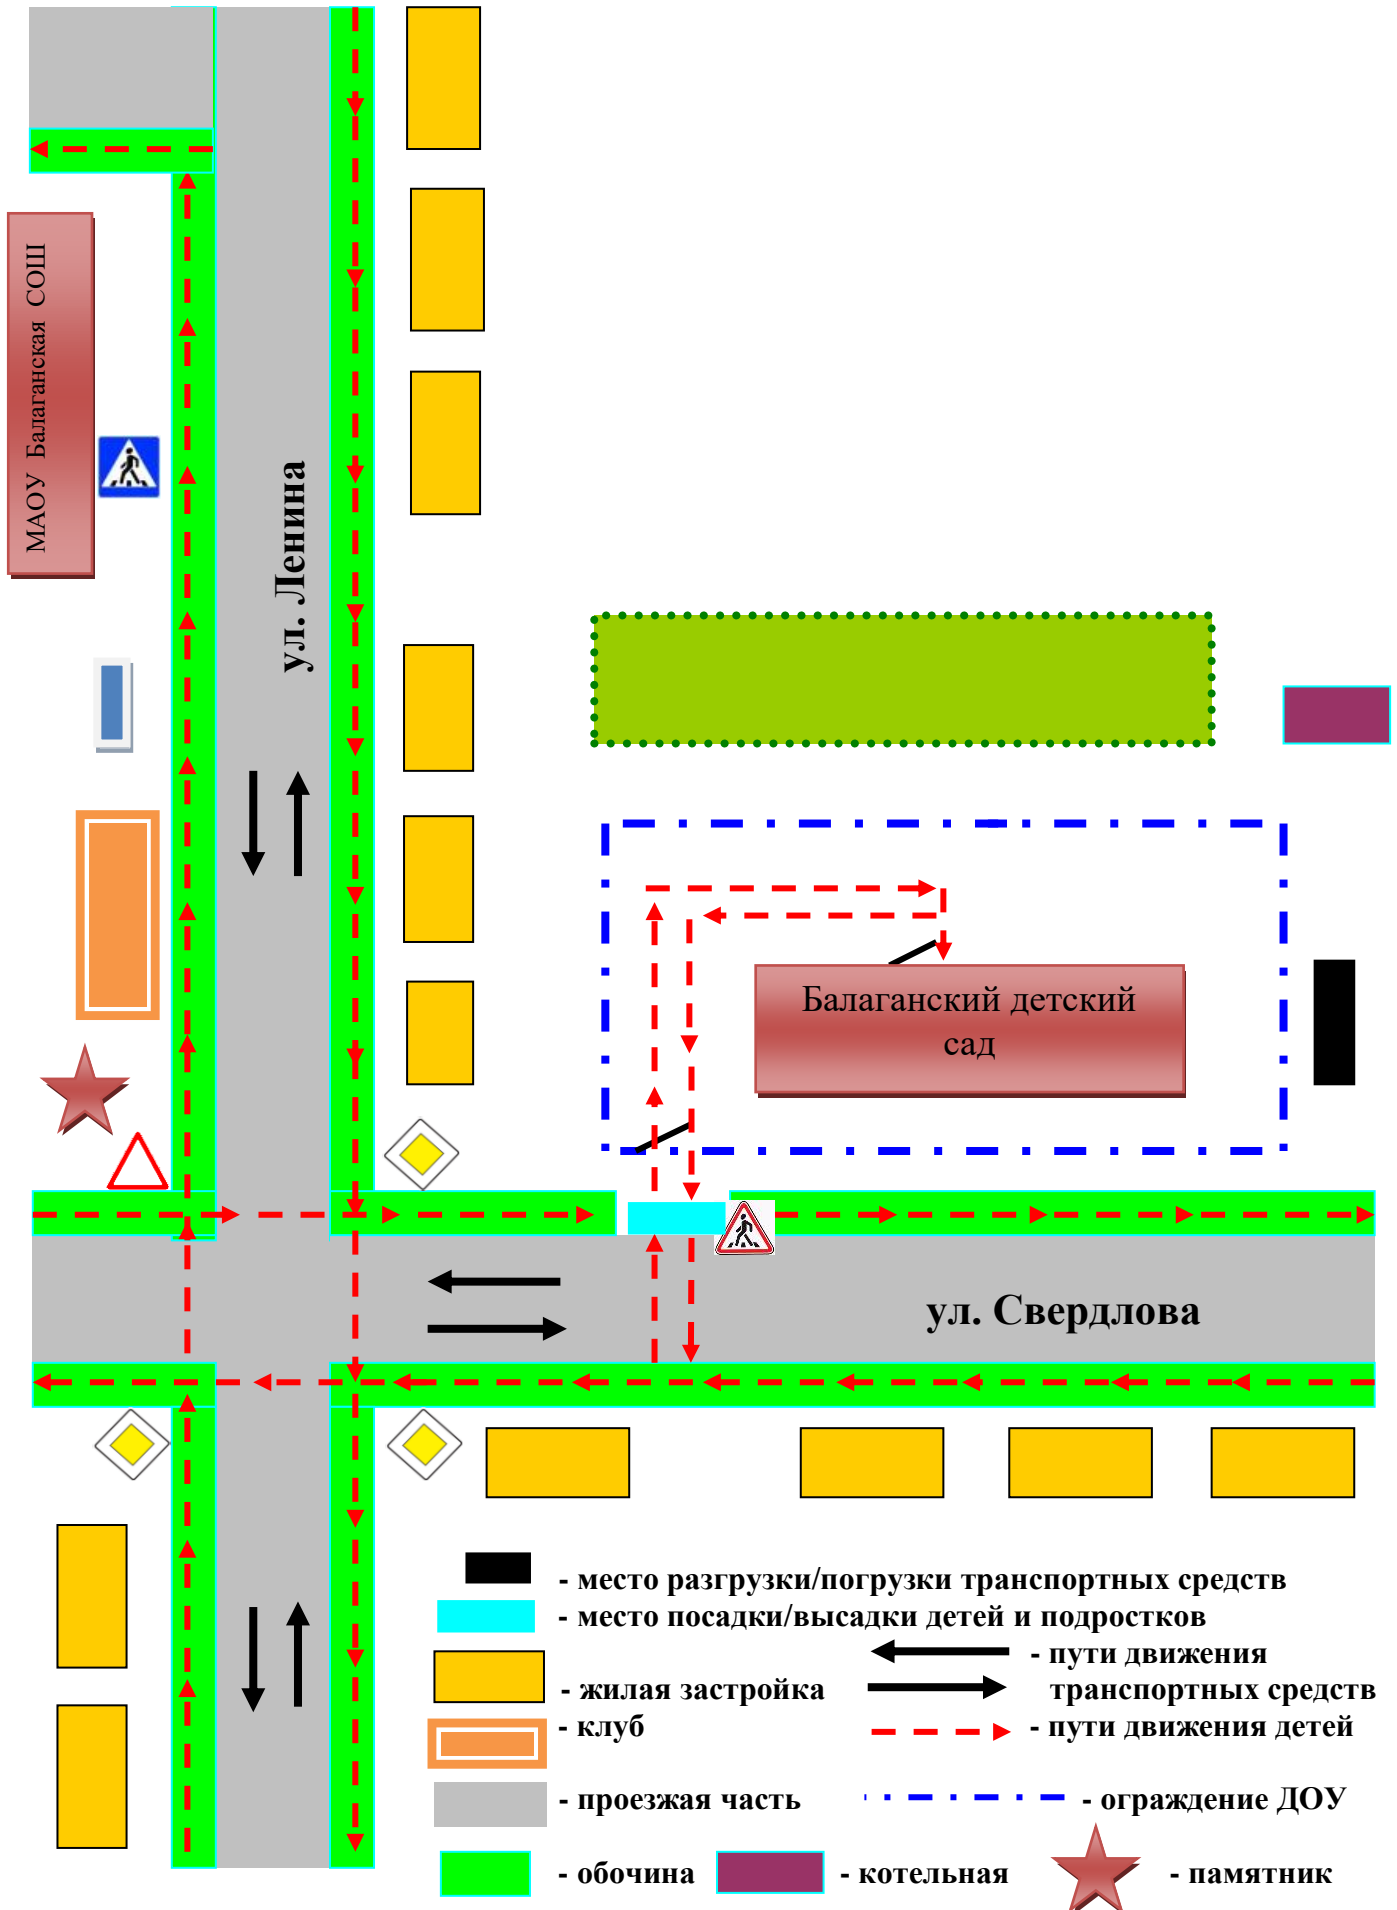 МАОУ Балаганская СОШ
ул. Ленина
Балаганский детский
сад
ул. Свердлова
- место разгрузки/погрузки транспортных средств
- место посадки/высадки детей и подростков
- пути движения
транспортных средств
- жилая застройка
- клуб
- пути движения детей
- проезжая часть
- ограждение ДОУ
- обочина
- котельная
- памятник